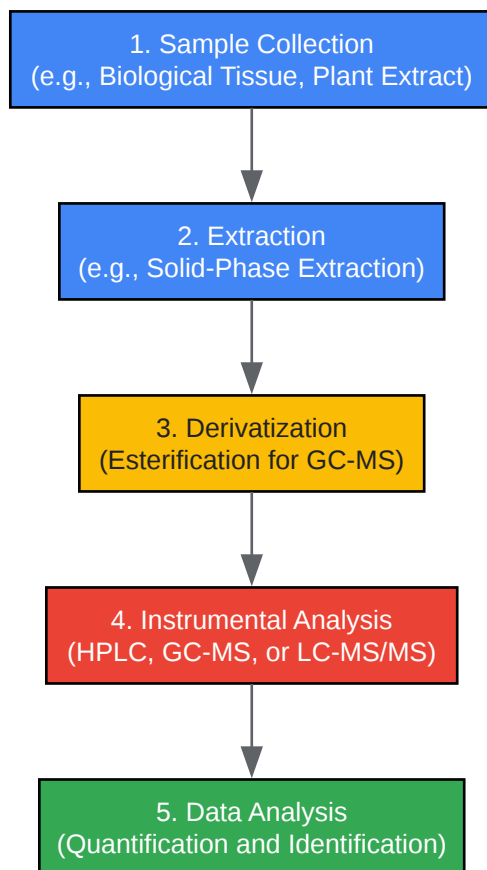 1. Sample Collection
(e.g., Biological Tissue, Plant Extract)
2. Extraction
(e.g., Solid-Phase Extraction)
3. Derivatization
(Esterification for GC-MS)
4. Instrumental Analysis
(HPLC, GC-MS, or LC-MS/MS)
5. Data Analysis
(Quantification and Identification)